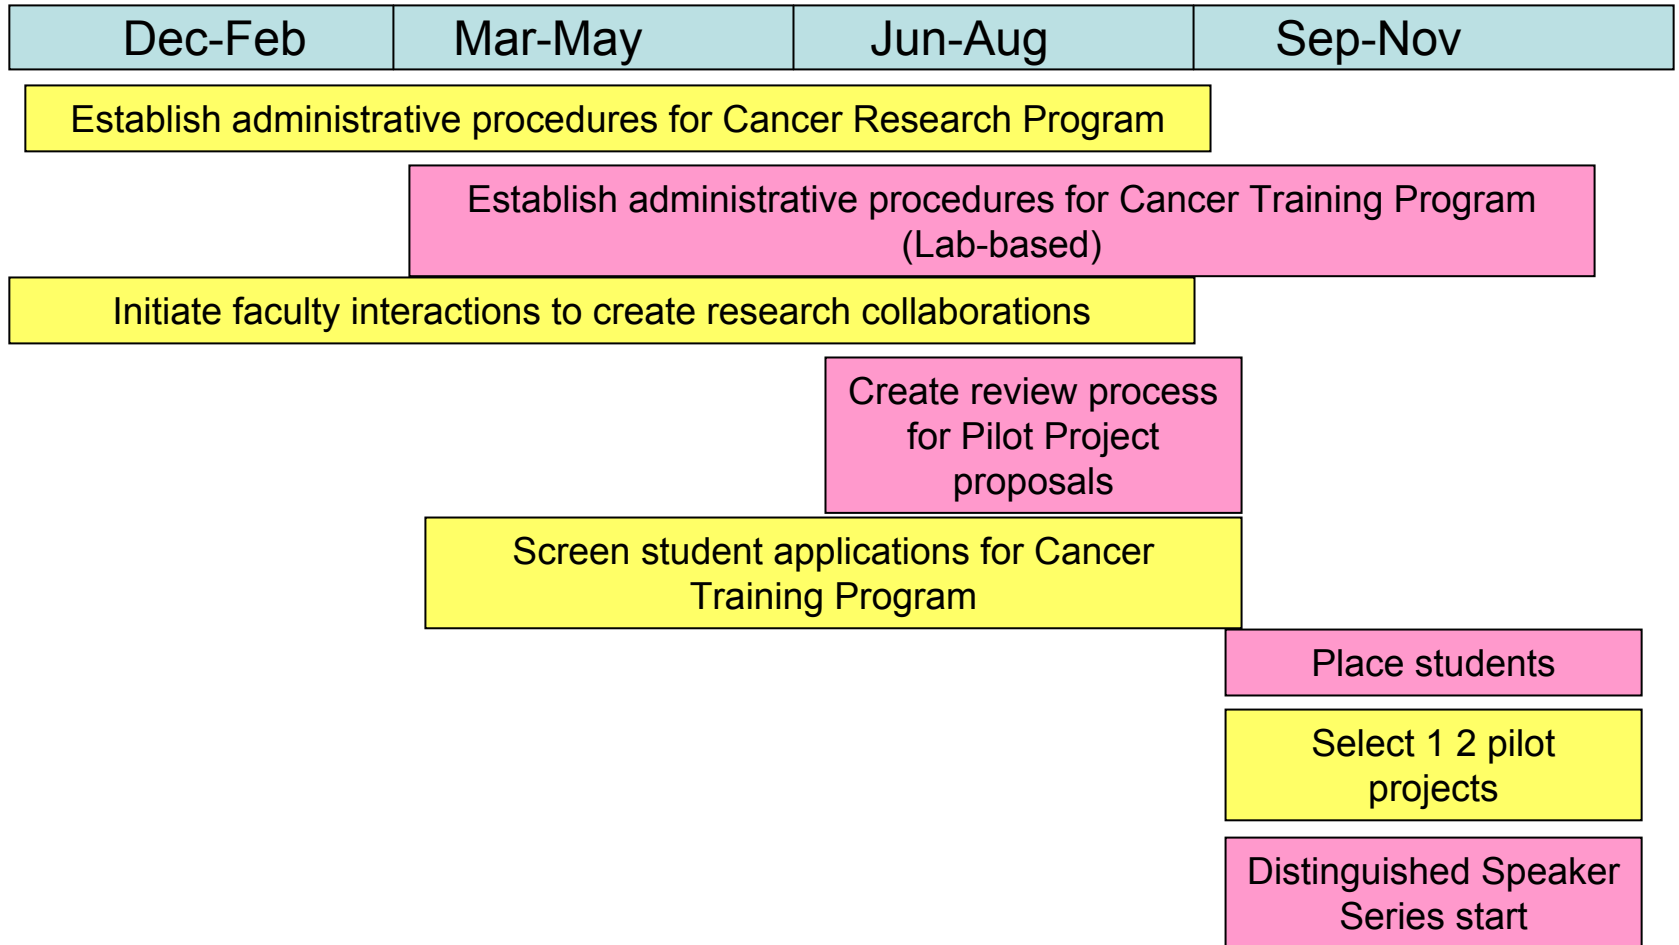 Dec-Feb Mar-May Jun-Aug Sep-Nov
Establish administrative procedures for Cancer Research Program
Establish administrative procedures for Cancer Training Program
(Lab-based)
Initiate faculty interactions to create research collaborations
Create review process
for Pilot Project
proposals
Screen student applications for Cancer
Training Program
Place students
Select 1 2 pilot
projects
Distinguished Speaker
Series start